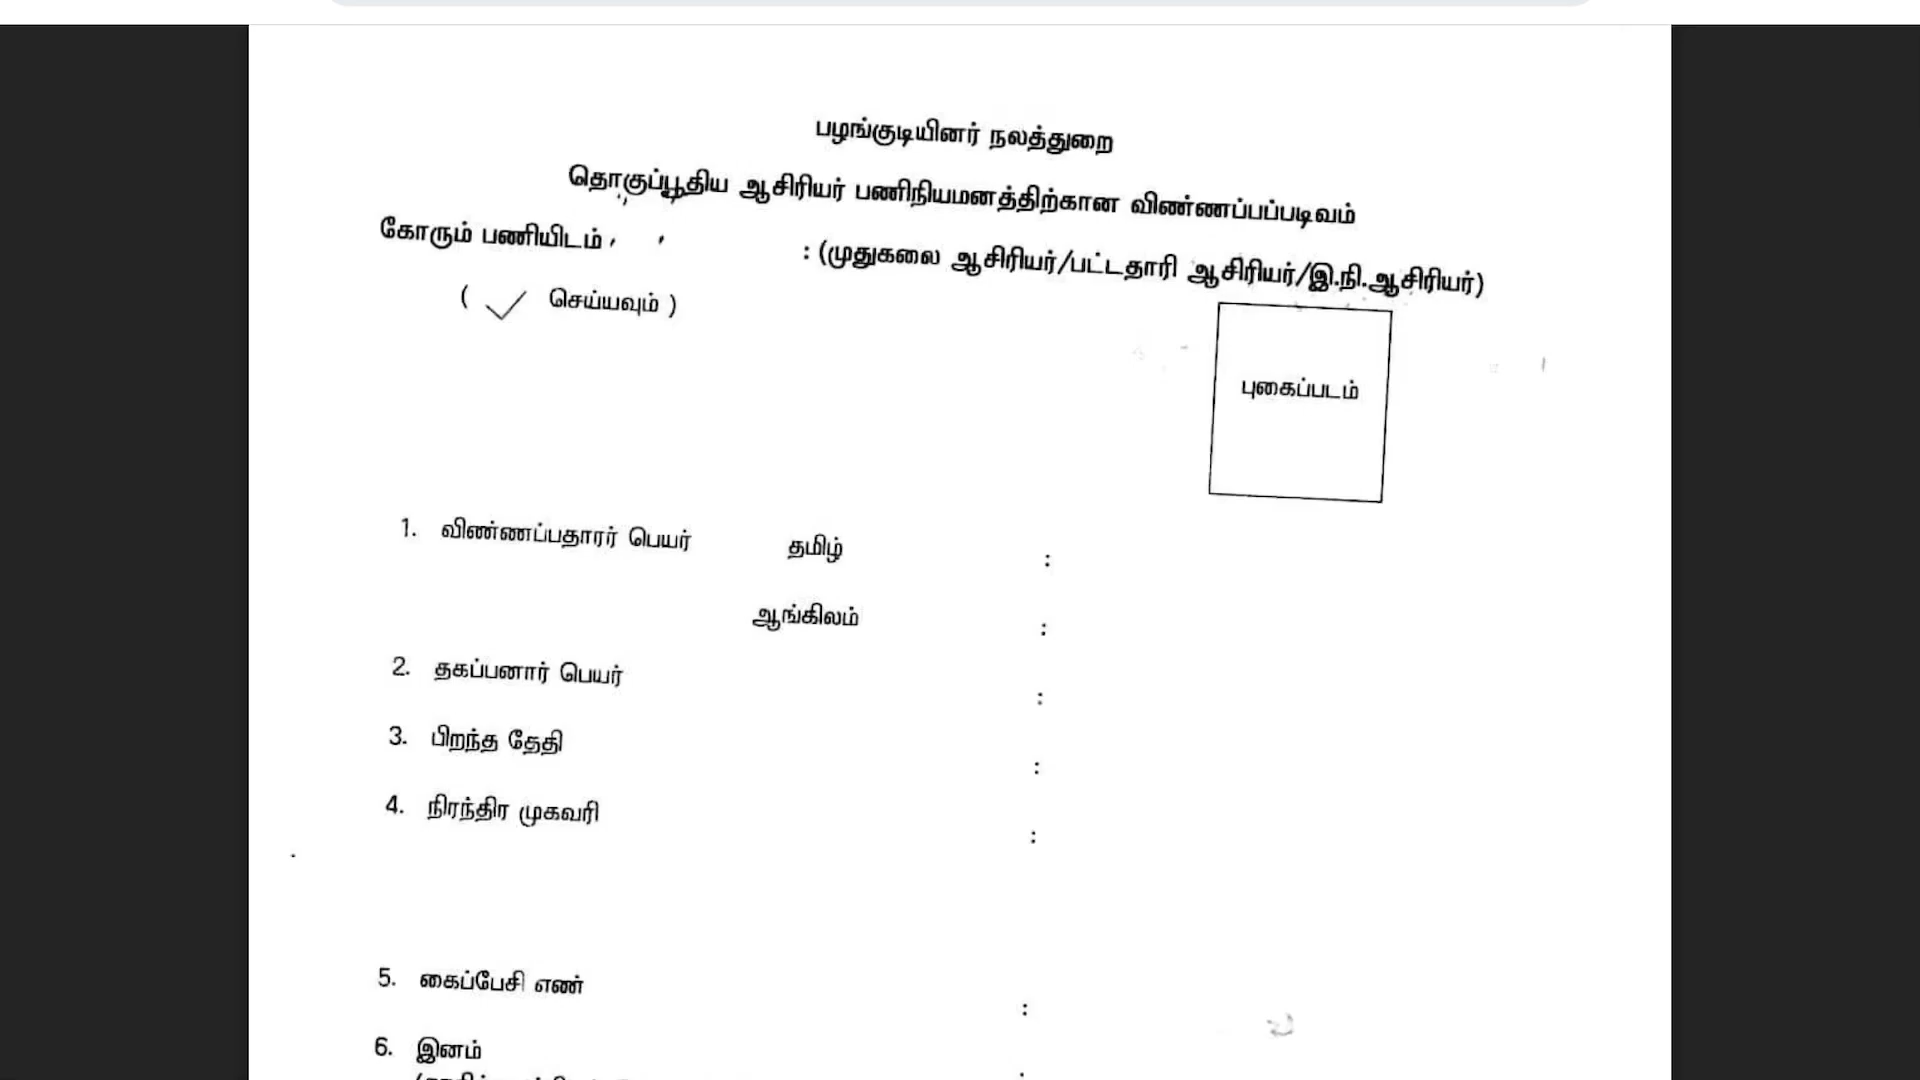 பழங்குடியினர் நலத்துறை
தொகுப்பூதிய ஆசிரியர் பணிநியமனத்திற்கான விண்ணப்பப்படிவம்
கோரும் பணியிடம் : (முதுகலை ஆசிரியர்/பட்டதாரி ஆசிரியர்/இ.நி.ஆசிரியர்)
( ✓ செய்யவும் )
புகைப்படம்
1. விண்ணப்பதாரர் பெயர் தமிழ் :
ஆங்கிலம் :
2. தகப்பனார் பெயர் :
3. பிறந்த தேதி :
4. நிரந்திர முகவரி :
5. கைப்பேசி எண் :
6. இனம் :